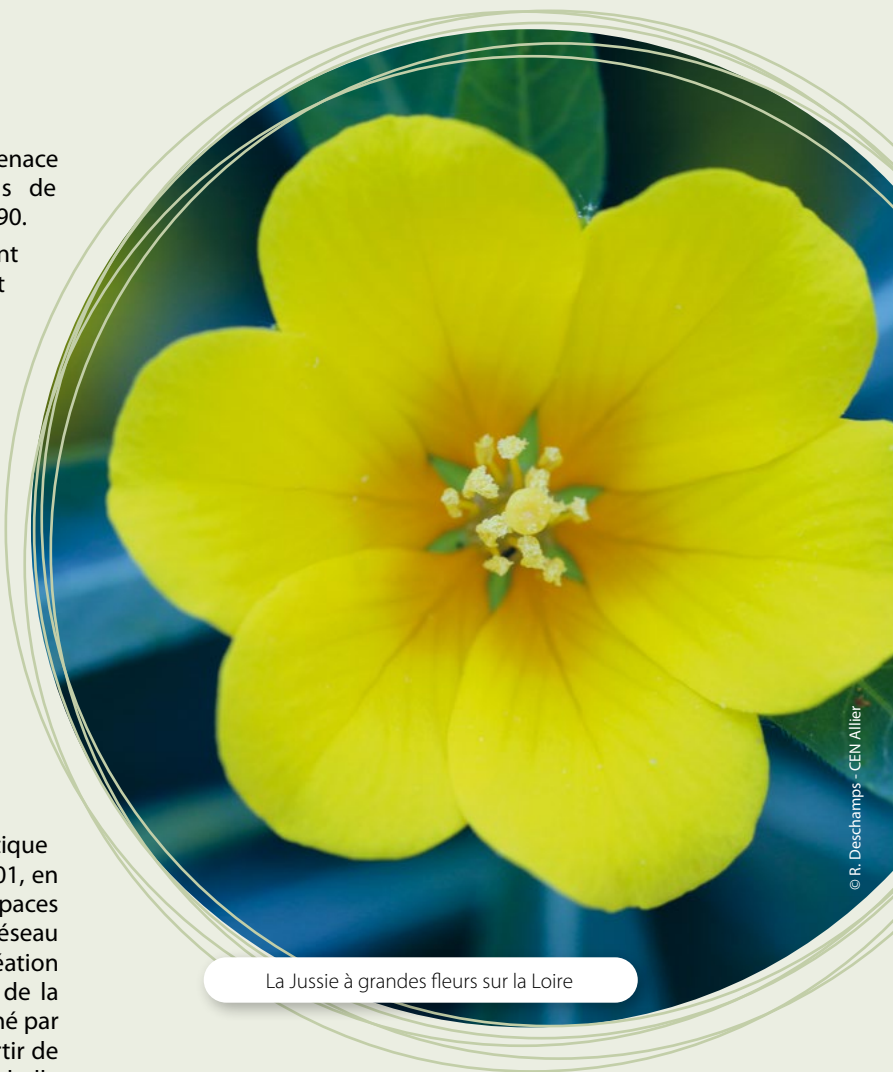 enace
s de
90.
nt
t
tique
01, en
paces
éseau
éation
de la
né par
rtir de
© R. Deschamps - CEN Allier
La Jussie à grandes fleurs sur la Loire